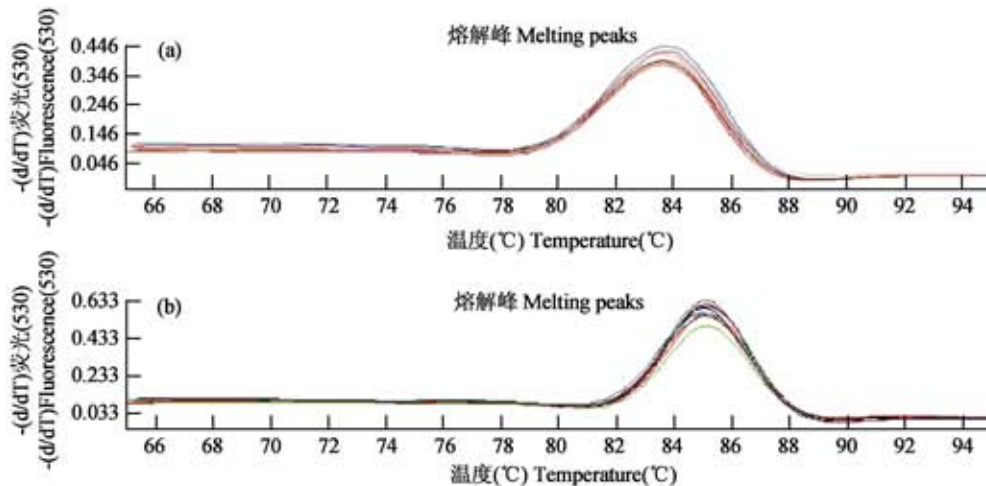 熔解峰 Melting peaks
(a)
-(d/dT)荧光(530)
-(d/dT)Fluorescence(530)
0.446
0.346
0.246
0.146
0.046
66 68 70 72 74 76 78 80 82 84 86 88 90 92 94
温度(℃) Temperature(℃)
熔解峰 Melting peaks
(b)
-(d/dT)荧光(530)
-(d/dT)Fluorescence(530)
0.633
0.433
0.233
0.033
66 68 70 72 74 76 78 80 82 84 86 88 90 92 94
温度(℃) Temperature(℃)